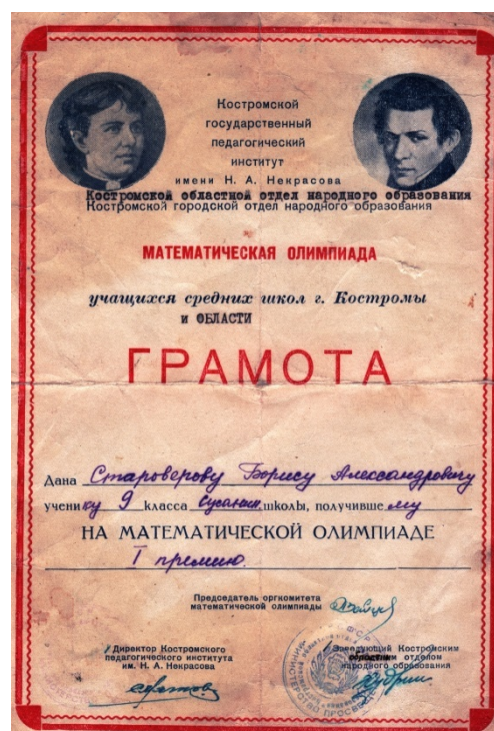 Костромской
государственный
педагогический
институт
имени Н. А. Некрасова
Костромской областной отдел народного образования
Костромской городской отдел народного образования
МАТЕМАТИЧЕСКАЯ ОЛИМПИАДА
учащихся средних школ г. Костромы
и ОБЛАСТИ
ГРАМОТА
Дана Староверову Борису Александровичу
ученику 9 класса Сусанин. школы, получившему
НА МАТЕМАТИЧЕСКОЙ ОЛИМПИАДЕ
I премию.
Председатель оргкомитета
математической олимпиады
Директор Костромского
педагогического института
им. Н. А. Некрасова
Заведующий Костромским
областным отделом
народного образования